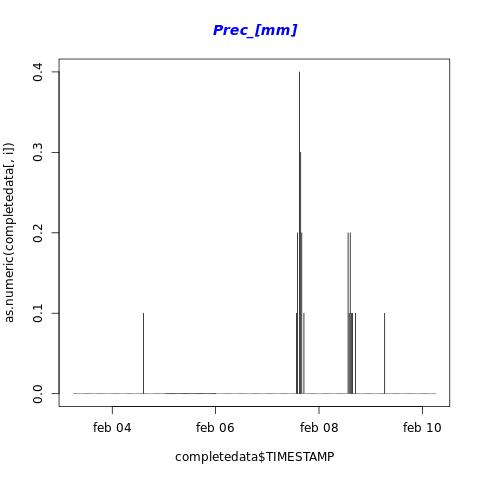 Prec_[mm]
as.numeric(completedata[, i])
0.4
0.3
0.2
0.1
0.0
feb 04 feb 06 feb 08 feb 10
completedata$TIMESTAMP